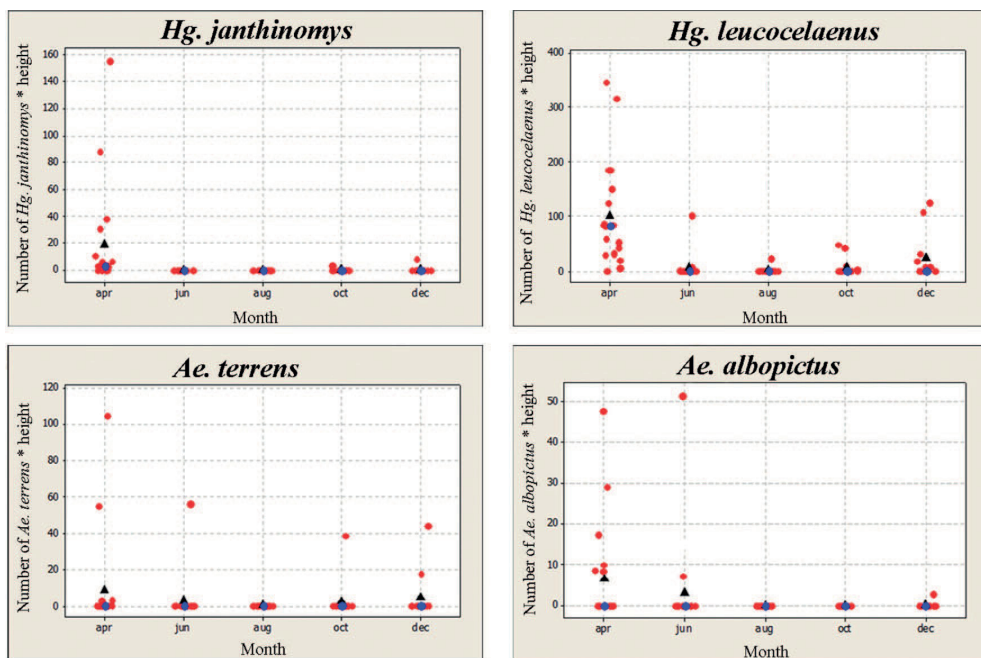 Hg. janthinomys
Number of Hg. janthinomys * height
160
140
120
100
80
60
40
20
0
apr jun aug oct dec
Month
Hg. leucocelaenus
Number of Hg. leucocelaenus * height
400
300
200
100
0
apr jun aug oct dec
Month
Ae. terrens
Number of Ae. terrens * height
120
100
80
60
40
20
0
apr jun aug oct dec
Month
Ae. albopictus
Number of Ae. albopictus * height
50
40
30
20
10
0
apr jun aug oct dec
Month